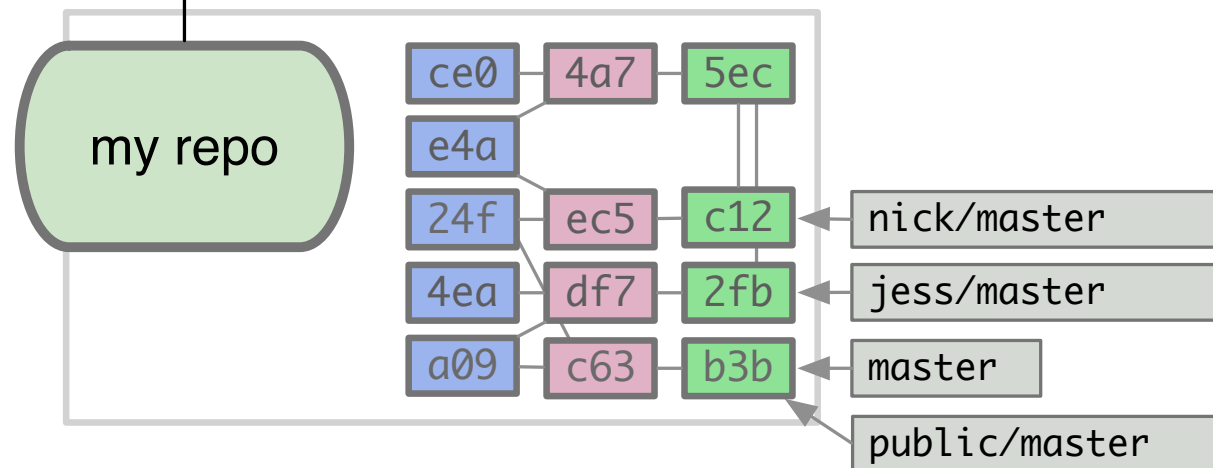 my repo
ce0 4a7 5ec
e4a
24f ec5 c12 nick/master
4ea df7 2fb jess/master
a09 c63 b3b master
public/master